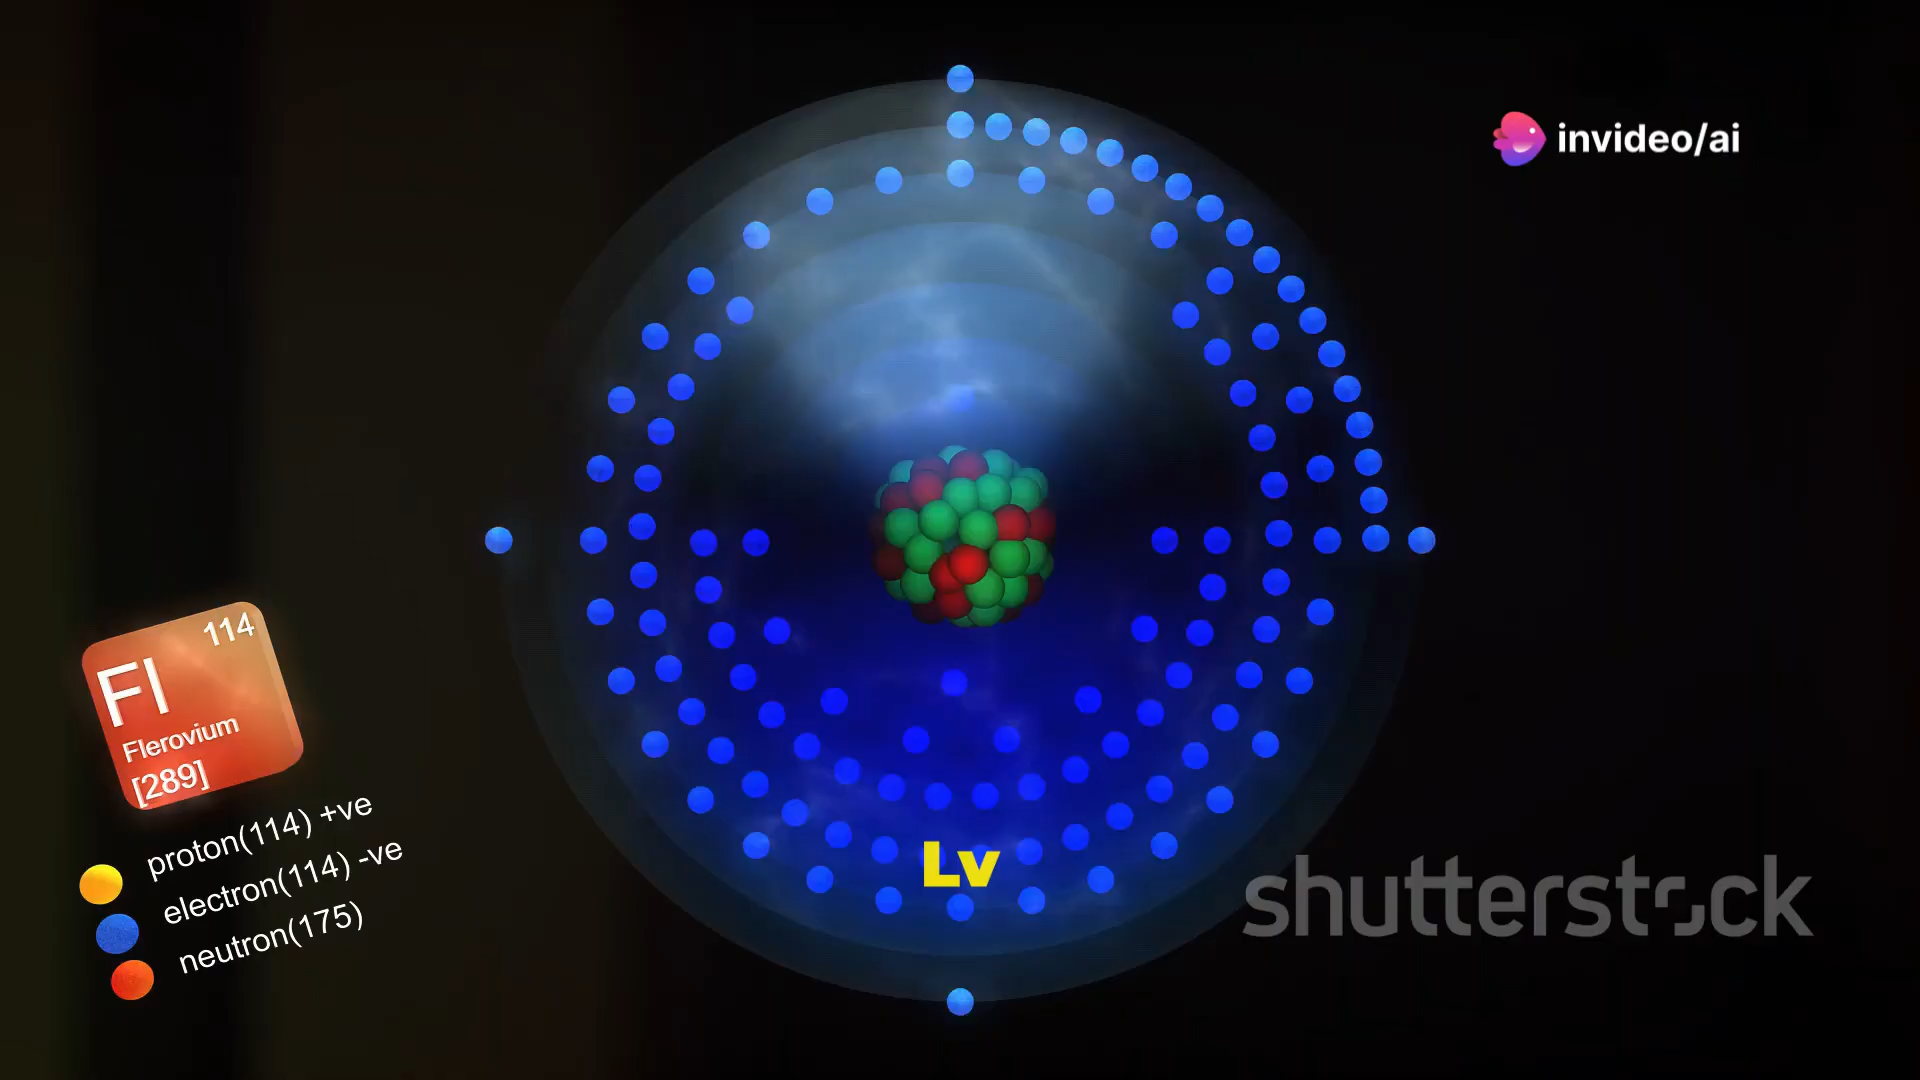 invideo/ai
114
Fl
Flerovium
[289]
proton(114) +ve
electron(114) -ve
neutron(175)
Lv
shutterstock